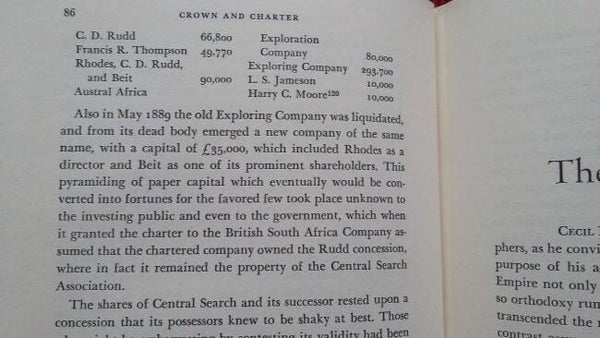 86 CROWN AND CHARTER
C. D. Rudd 66,800
Francis R. Thompson 49,770
Rhodes, C. D. Rudd,
and Beit 90,000
Austral Africa
Exploration
Company 80,000
Exploring Company 293,700
L. S. Jameson 10,000
Harry C. Moore120 10,000
Also in May 1889 the old Exploring Company was liquidated,
and from its dead body emerged a new company of the same
name, with a capital of £35,000, which included Rhodes as a
director and Beit as one of its prominent shareholders. This
pyramiding of paper capital which eventually would be con-
verted into fortunes for the favored few took place unknown to
the investing public and even to the government, which when
it granted the charter to the British South Africa Company as-
sumed that the chartered company owned the Rudd concession,
where in fact it remained the property of the Central Search
Association.
The shares of Central Search and its successor rested upon a
concession that its possessors knew to be shaky at best. Those
by contesting its validity had been
The
CECIL
phers, as he convi
purpose of his a
Empire not only
so orthodoxy run
transcended the
contrast